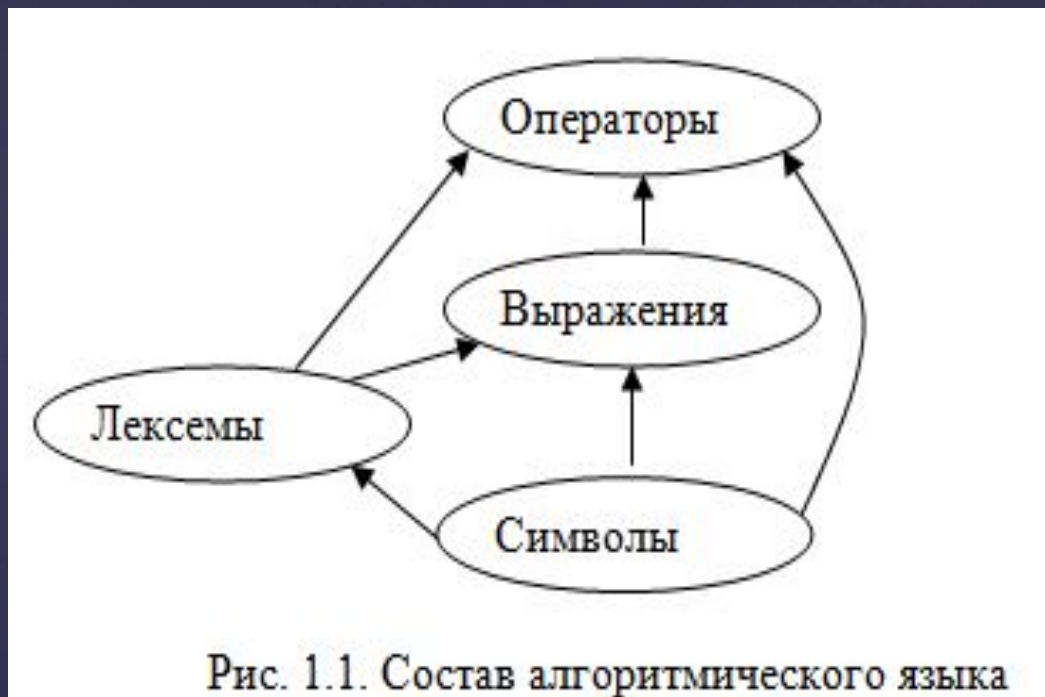 Операторы
Выражения
Лексемы
Символы
Рис. 1.1. Состав алгоритмического языка